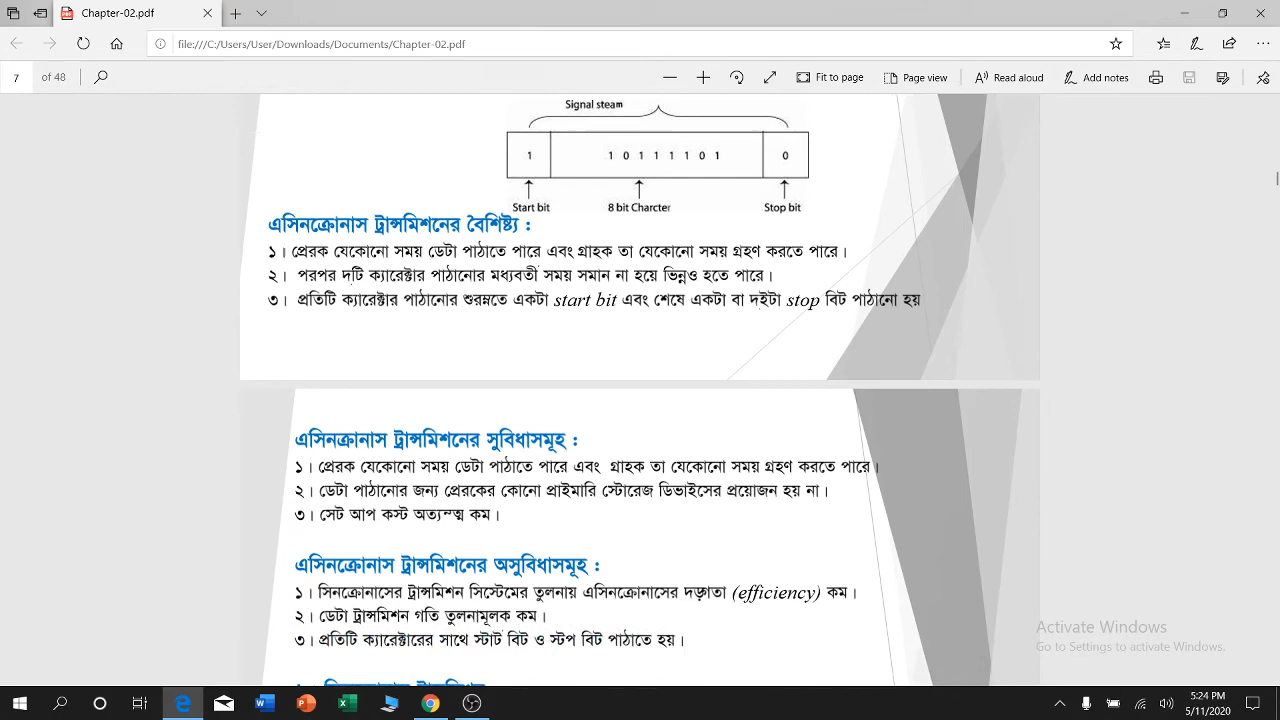 Chapter-02.pdf
file:///C:/Users/User/Downloads/Documents/Chapter-02.pdf
7 of 48
Fit to page
Page view
Read aloud
Add notes
Signal steam
1 1 0 1 1 1 1 0 1 0
Start bit 8 bit Charcter Stop bit
এসিনক্রোনাস ট্রান্সমিশনের বৈশিষ্ট্য :
১। প্রেরক যেকোনো সময় ডেটা পাঠাতে পারে এবং গ্রাহক তা যেকোনো সময় গ্রহণ করতে পারে।
২। পরপর দুটি ক্যারেক্টার পাঠানোর মধ্যবর্তী সময় সমান না হয়ে ভিন্নও হতে পারে।
৩। প্রতিটি ক্যারেক্টার পাঠানোর শুরম্নতে একটা start bit এবং শেষে একটা বা দুইটা stop বিট পাঠানো হয়
এসিনক্রানাস ট্রান্সমিশনের সুবিধাসমূহ :
১। প্রেরক যেকোনো সময় ডেটা পাঠাতে পারে এবং গ্রাহক তা যেকোনো সময় গ্রহণ করতে পারে।
২। ডেটা পাঠানোর জন্য প্রেরকের কোনো প্রাইমারি স্টোরেজ ডিভাইসের প্রয়োজন হয় না।
৩। সেট আপ কস্ট অত্যন্ত্ম কম।
এসিনক্রোনাস ট্রান্সমিশনের অসুবিধাসমূহ :
১। সিনক্রোনাসের ট্রান্সমিশন সিস্টেমের তুলনায় এসিনক্রোনাসের দড়্গতা (efficiency) কম।
২। ডেটা ট্রান্সমিশন গতি তুলনামূলক কম।
৩। প্রতিটি ক্যারেক্টারের সাথে স্টার্ট বিট ও স্টপ বিট পাঠাতে হয়।
Activate Windows
Go to Settings to activate Windows.
5:24 PM
5/11/2020